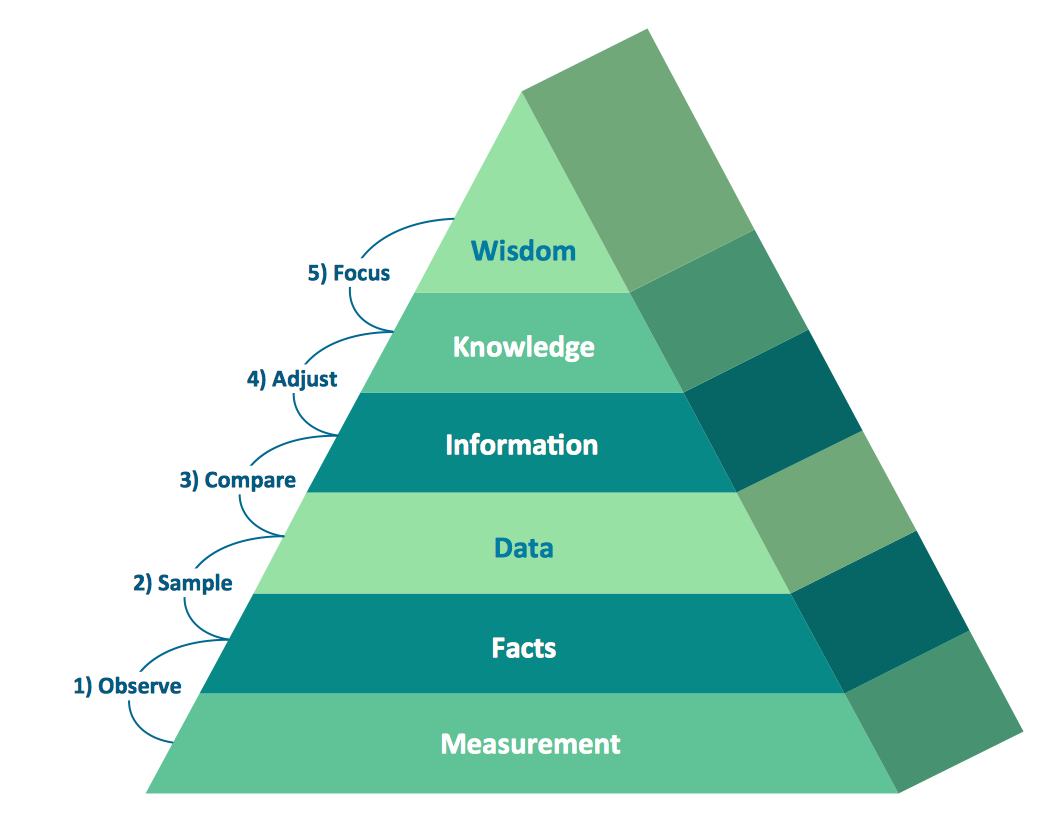 Wisdom
5) Focus
Knowledge
4) Adjust
Information
3) Compare
Data
2) Sample
Facts
1) Observe
Measurement